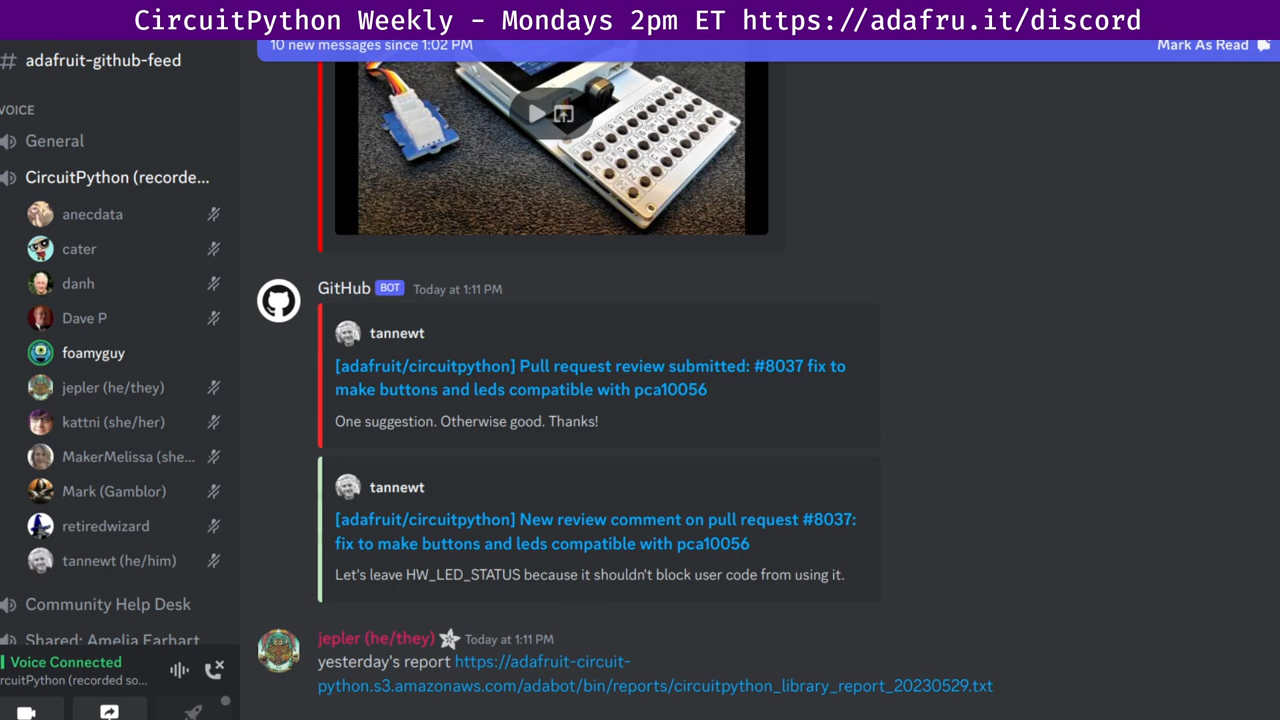 CircuitPython Weekly - Mondays 2pm ET https://adafru.it/discord
10 new messages since 1:02 PM
Mark As Read
# adafruit-github-feed
VOICE
General
CircuitPython (recorde...
anecdata
cater
danh
Dave P
foamyguy
jepler (he/they)
kattni (she/her)
MakerMelissa (she...
Mark (Gamblor)
retiredwizard
tannewt (he/him)
Community Help Desk
Shared: Amelia Earhart
Voice Connected
rcuitPython (recorded so...
GitHub BOT Today at 1:11 PM
tannewt
[adafruit/circuitpython] Pull request review submitted: #8037 fix to
make buttons and leds compatible with pca10056
One suggestion. Otherwise good. Thanks!
tannewt
[adafruit/circuitpython] New review comment on pull request #8037:
fix to make buttons and leds compatible with pca10056
Let's leave HW_LED_STATUS because it shouldn't block user code from using it.
jepler (he/they) Today at 1:11 PM
yesterday's report https://adafruit-circuit-
python.s3.amazonaws.com/adabot/bin/reports/circuitpython_library_report_20230529.txt